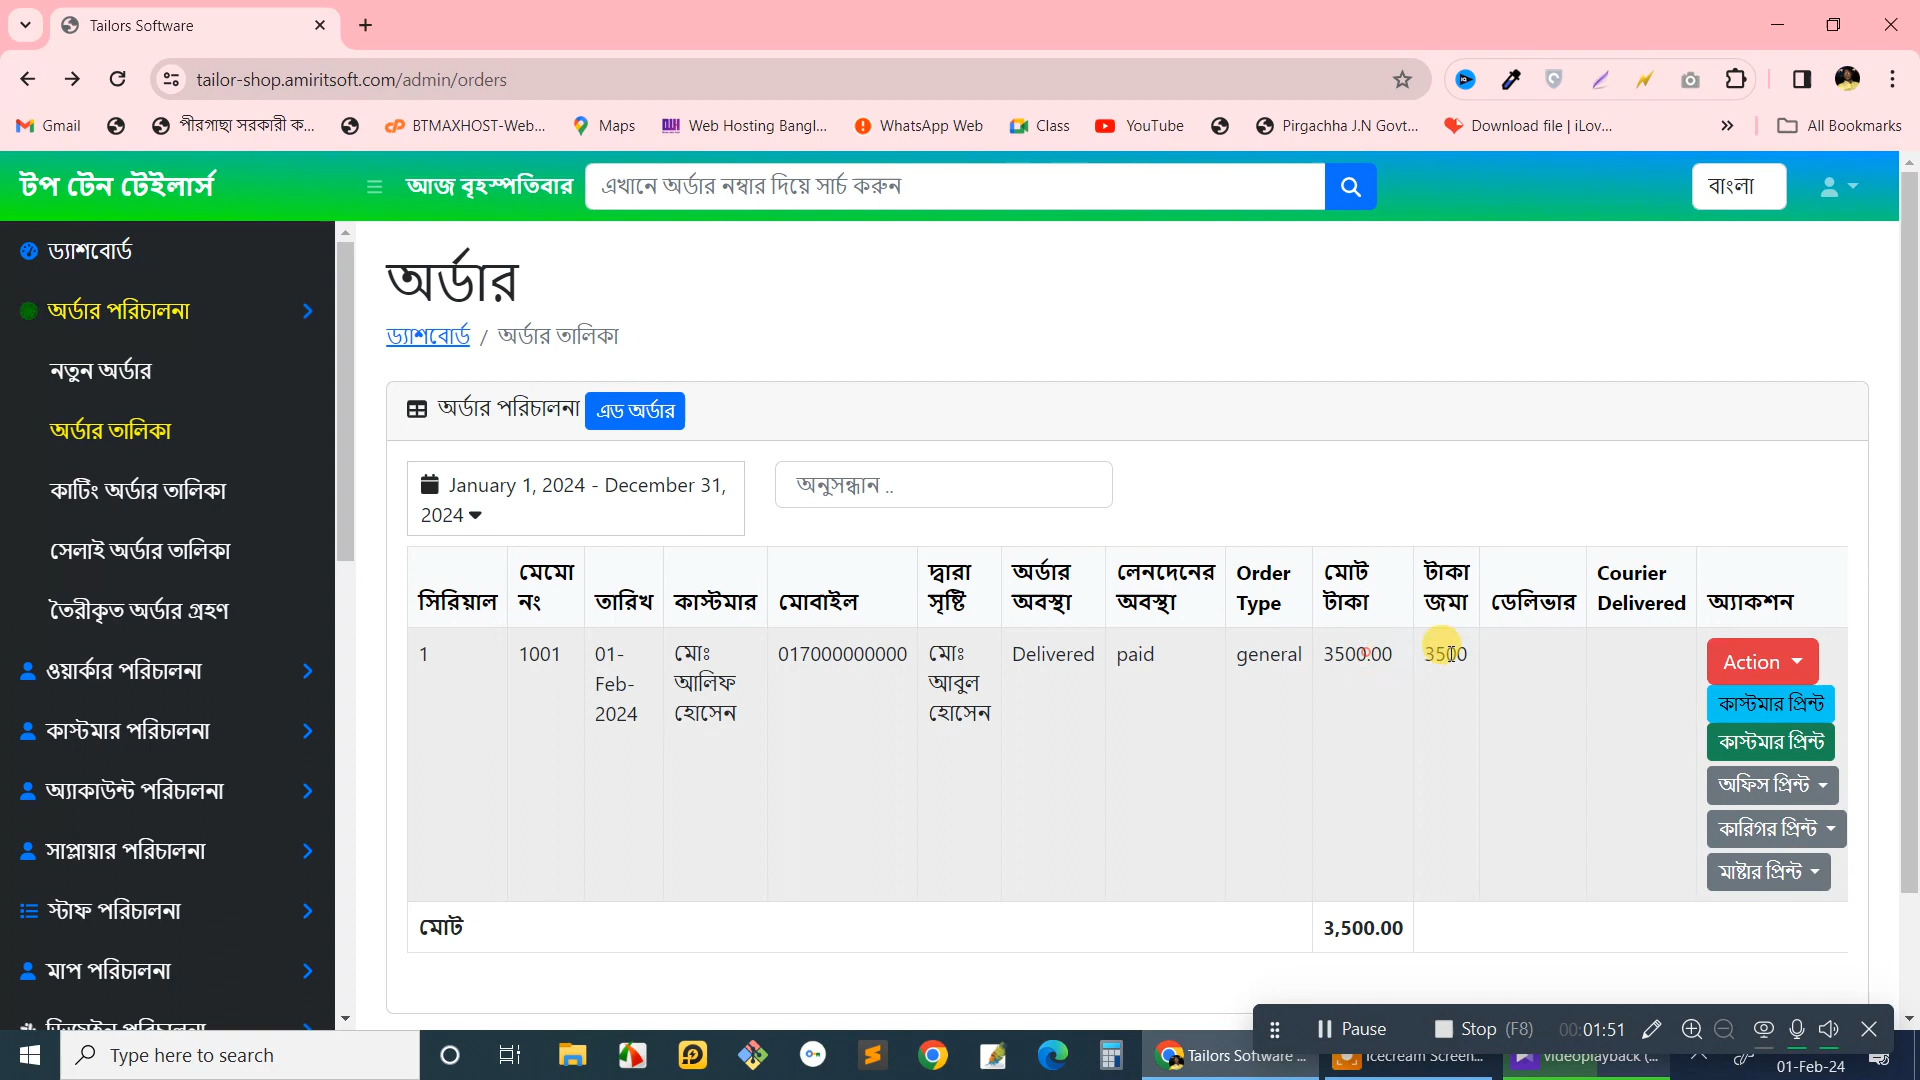 Tailors Software
tailor-shop.amiritsoft.com/admin/orders
Gmail
পীরগাছা সরকারী ক...
BTMAXHOST-Web...
Maps
Web Hosting Bangl...
WhatsApp Web
Class
YouTube
Pirgachha J.N Govt...
Download file | iLov...
All Bookmarks
টপ টেন টেইলার্স
আজ বৃহস্পতিবার
এখানে অর্ডার নম্বার দিয়ে সার্চ করুন
বাংলা
ড্যাশবোর্ড
অর্ডার পরিচালনা
নতুন অর্ডার
অর্ডার তালিকা
কাটিং অর্ডার তালিকা
সেলাই অর্ডার তালিকা
তৈরীকৃত অর্ডার গ্রহণ
ওয়ার্কার পরিচালনা
কাস্টমার পরিচালনা
অ্যাকাউন্ট পরিচালনা
সাপ্লায়ার পরিচালনা
স্টাফ পরিচালনা
মাপ পরিচালনা
ডিজাইন পরিচালনা
অর্ডার
ড্যাশবোর্ড / অর্ডার তালিকা
অর্ডার পরিচালনা এড অর্ডার
January 1, 2024 - December 31,
2024
অনুসন্ধান ..
সিরিয়াল মেমো নং তারিখ কাস্টমার মোবাইল দ্বারা সৃষ্টি অর্ডার অবস্থা লেনদেনের অবস্থা Order Type মোট টাকা টাকা জমা ডেলিভার Courier Delivered অ্যাকশন
1 1001 01-Feb-2024 মোঃ আলিফ হোসেন 017000000000 মোঃ আবুল হোসেন Delivered paid general 3500.00 3500
Action
কাস্টমার প্রিন্ট
কাস্টমার প্রিন্ট
অফিস প্রিন্ট
কারিগর প্রিন্ট
মাষ্টার প্রিন্ট
মোট 3,500.00
Pause Stop (F8) 00:01:51
Type here to search
Tailors Software ...
Icecream Screen...
videoplayback (...
01-Feb-24